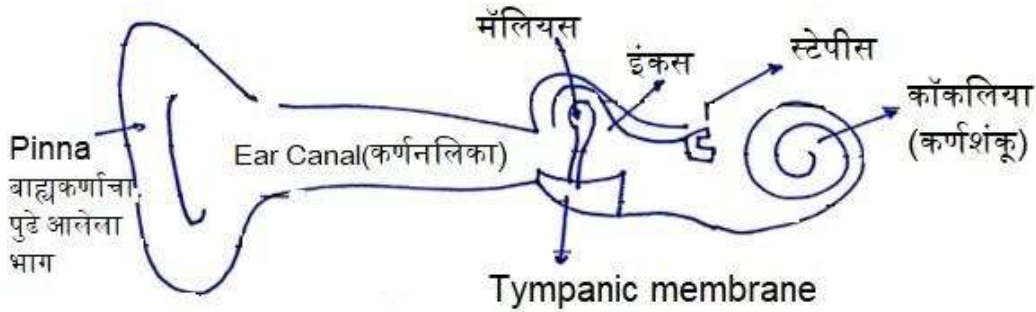 मॅलियस
इंकस
स्टेपीस
कॉकलिया
(कर्णशंकू)
Pinna
बाह्यकर्णाचा
पुढे आलेला
भाग
Ear Canal(कर्णनलिका)
Tympanic membrane